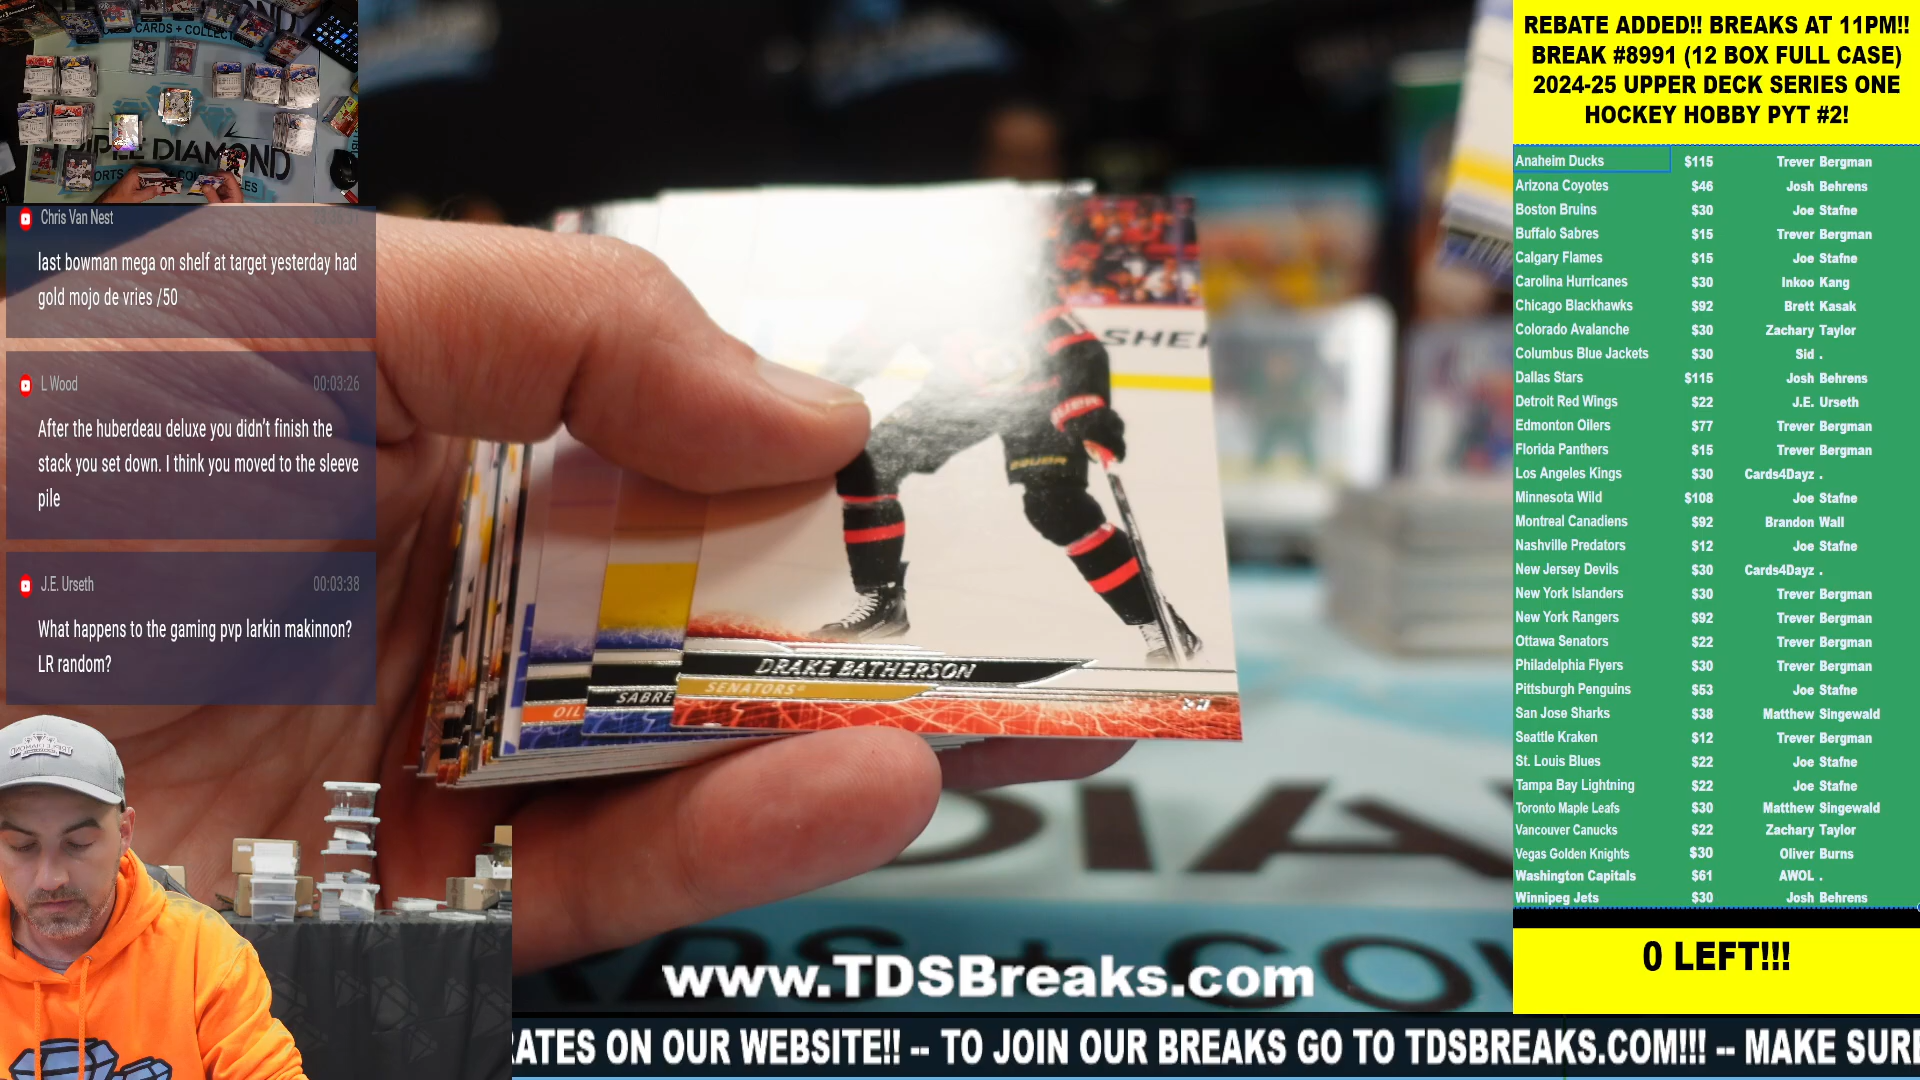 CARDS + COLLECT
TRIPLE DIAMOND
Chris Van Nest
last bowman mega on shelf at target yesterday had
gold mojo de vries /50
L Wood 00:03:26
After the huberdeau deluxe you didn't finish the
stack you set down. I think you moved to the sleeve
pile
J.E. Urseth 00:03:38
What happens to the gaming pvp larkin makinnon?
LR random?
SHE
BAUER
DRAKE BATHERSON
SENATORS
SABRE
OIL
DIA
www.TDSBreaks.com
RATES ON OUR WEBSITE!! -- TO JOIN OUR BREAKS GO TO TDSBREAKS.COM!!! -- MAKE SURE
REBATE ADDED!! BREAKS AT 11PM!!
BREAK #8991 (12 BOX FULL CASE)
2024-25 UPPER DECK SERIES ONE
HOCKEY HOBBY PYT #2!
Anaheim Ducks $115 Trever Bergman
Arizona Coyotes $46 Josh Behrens
Boston Bruins $30 Joe Stafne
Buffalo Sabres $15 Trever Bergman
Calgary Flames $15 Joe Stafne
Carolina Hurricanes $30 Inkoo Kang
Chicago Blackhawks $92 Brett Kasak
Colorado Avalanche $30 Zachary Taylor
Columbus Blue Jackets $30 Sid .
Dallas Stars $115 Josh Behrens
Detroit Red Wings $22 J.E. Urseth
Edmonton Oilers $77 Trever Bergman
Florida Panthers $15 Trever Bergman
Los Angeles Kings $30 Cards4Dayz .
Minnesota Wild $108 Joe Stafne
Montreal Canadiens $92 Brandon Wall
Nashville Predators $12 Joe Stafne
New Jersey Devils $30 Cards4Dayz .
New York Islanders $30 Trever Bergman
New York Rangers $92 Trever Bergman
Ottawa Senators $22 Trever Bergman
Philadelphia Flyers $30 Trever Bergman
Pittsburgh Penguins $53 Joe Stafne
San Jose Sharks $38 Matthew Singewald
Seattle Kraken $12 Trever Bergman
St. Louis Blues $22 Joe Stafne
Tampa Bay Lightning $22 Joe Stafne
Toronto Maple Leafs $30 Matthew Singewald
Vancouver Canucks $22 Zachary Taylor
Vegas Golden Knights $30 Oliver Burns
Washington Capitals $61 AWOL .
Winnipeg Jets $30 Josh Behrens
0 LEFT!!!